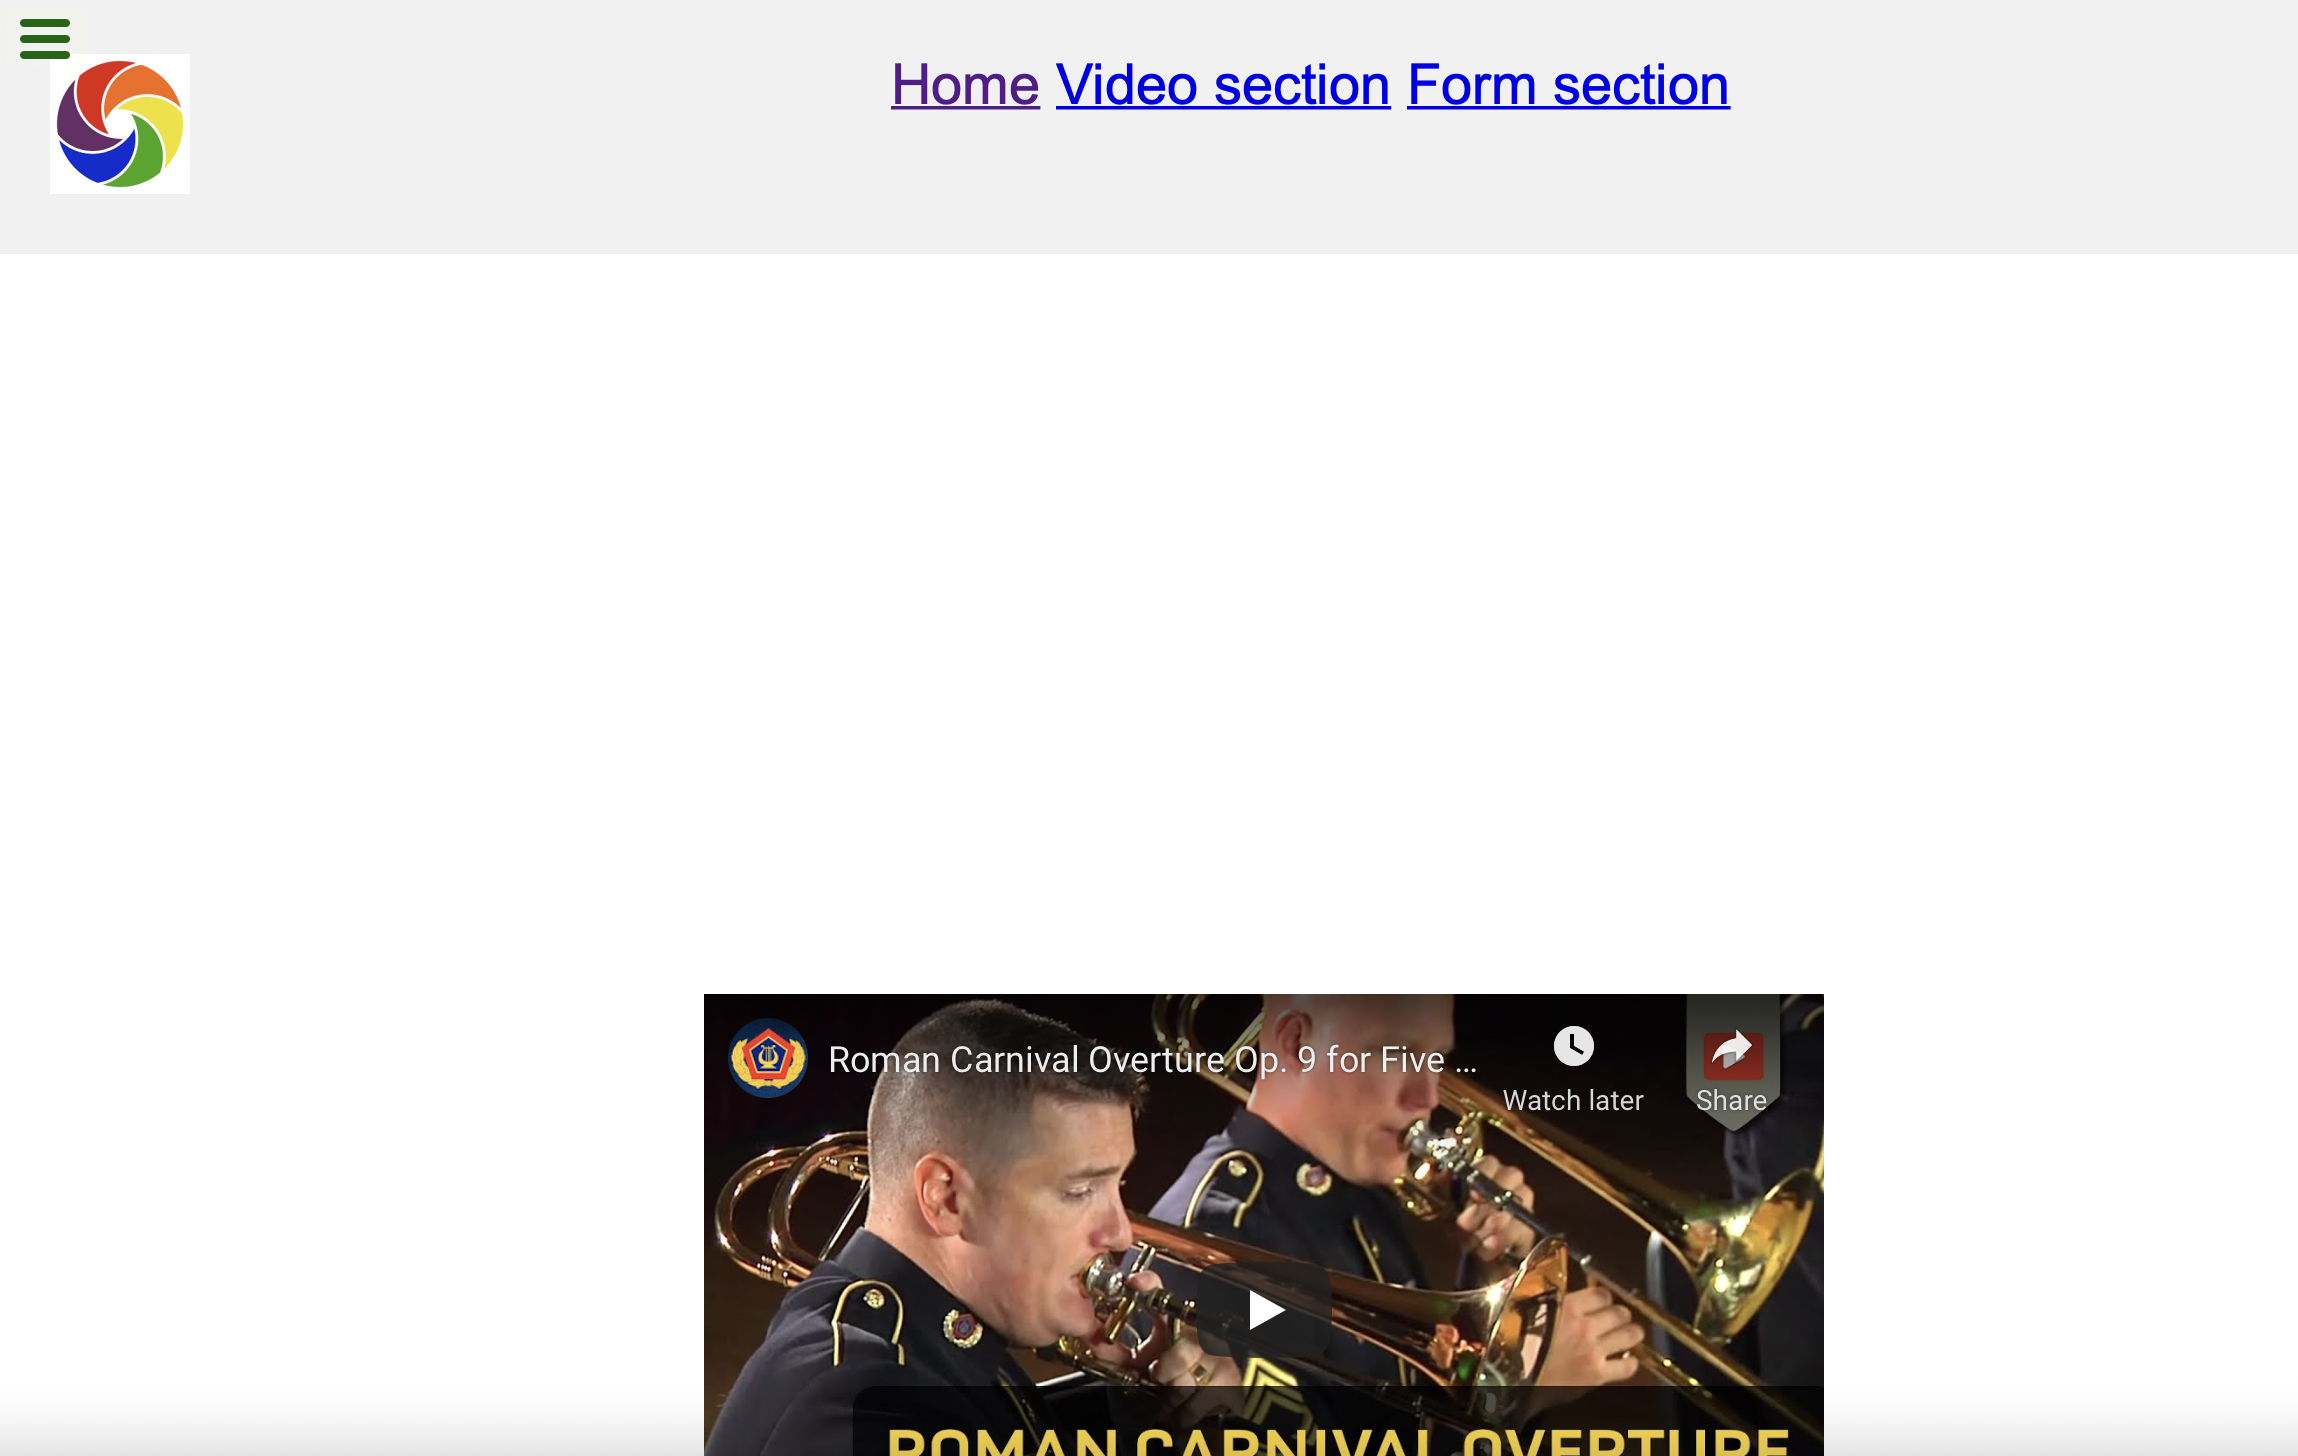 Home Video section Form section
Roman Carnival Overture Op. 9 for Five ...
Watch later
Share
ROMAN CARNIVAL OVERTURE